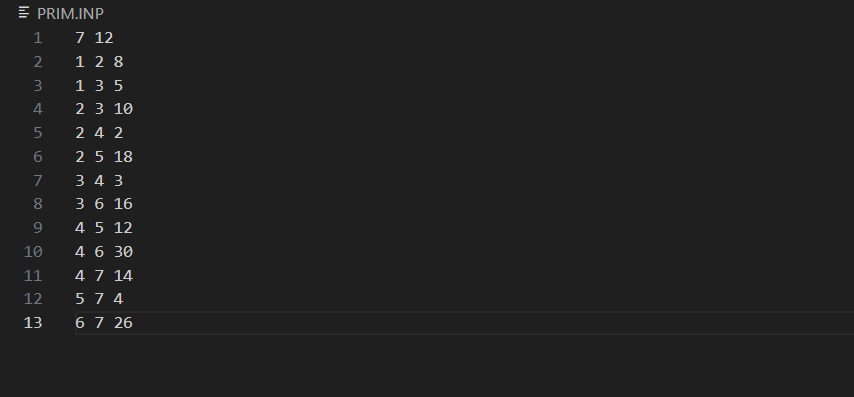 PRIM.INP
1 7 12
2 1 2 8
3 1 3 5
4 2 3 10
5 2 4 2
6 2 5 18
7 3 4 3
8 3 6 16
9 4 5 12
10 4 6 30
11 4 7 14
12 5 7 4
13 6 7 26